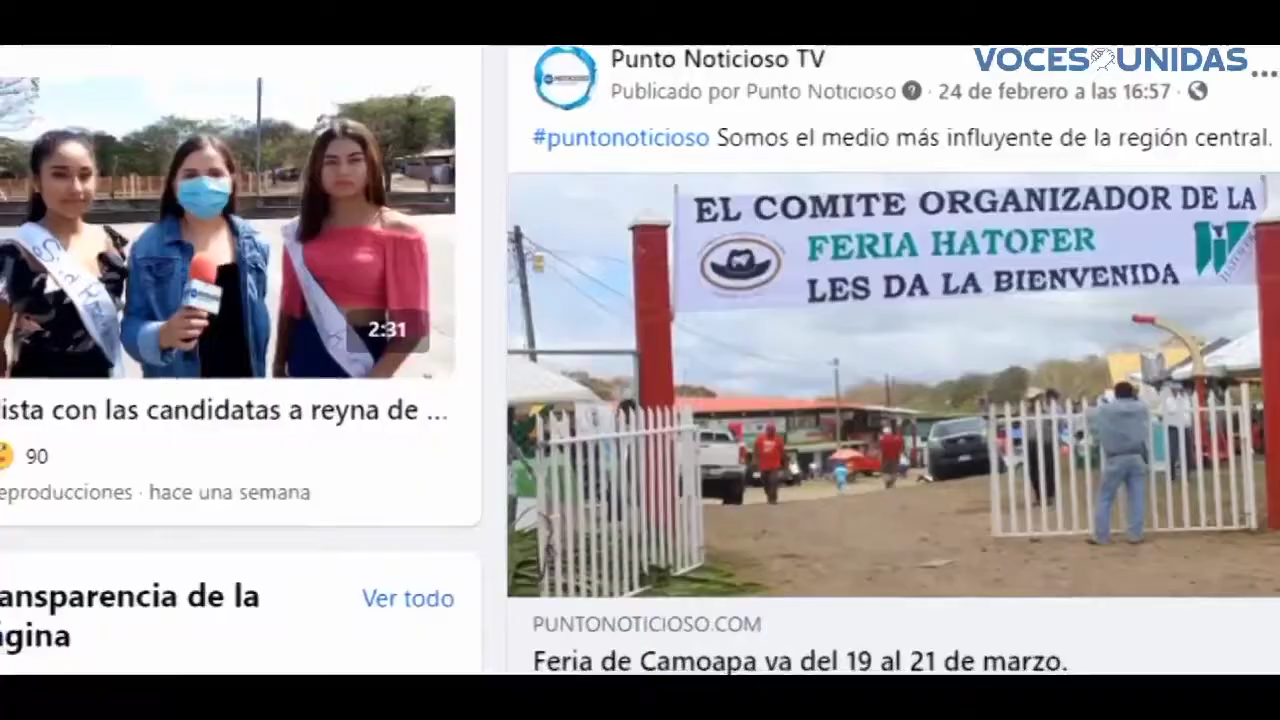 VOCES UNIDAS
2:31
ista con las candidatas a reyna de ...
90
eproducciones · hace una semana
ansparencia de la
Ver todo
ágina
Punto Noticioso TV
Publicado por Punto Noticioso · 24 de febrero a las 16:57 ·
#puntonoticioso Somos el medio más influyente de la región central.
EL COMITE ORGANIZADOR DE LA
FERIA HATOFER
LES DA LA BIENVENIDA
PUNTONOTICIOSO.COM
Feria de Camoapa va del 19 al 21 de marzo.